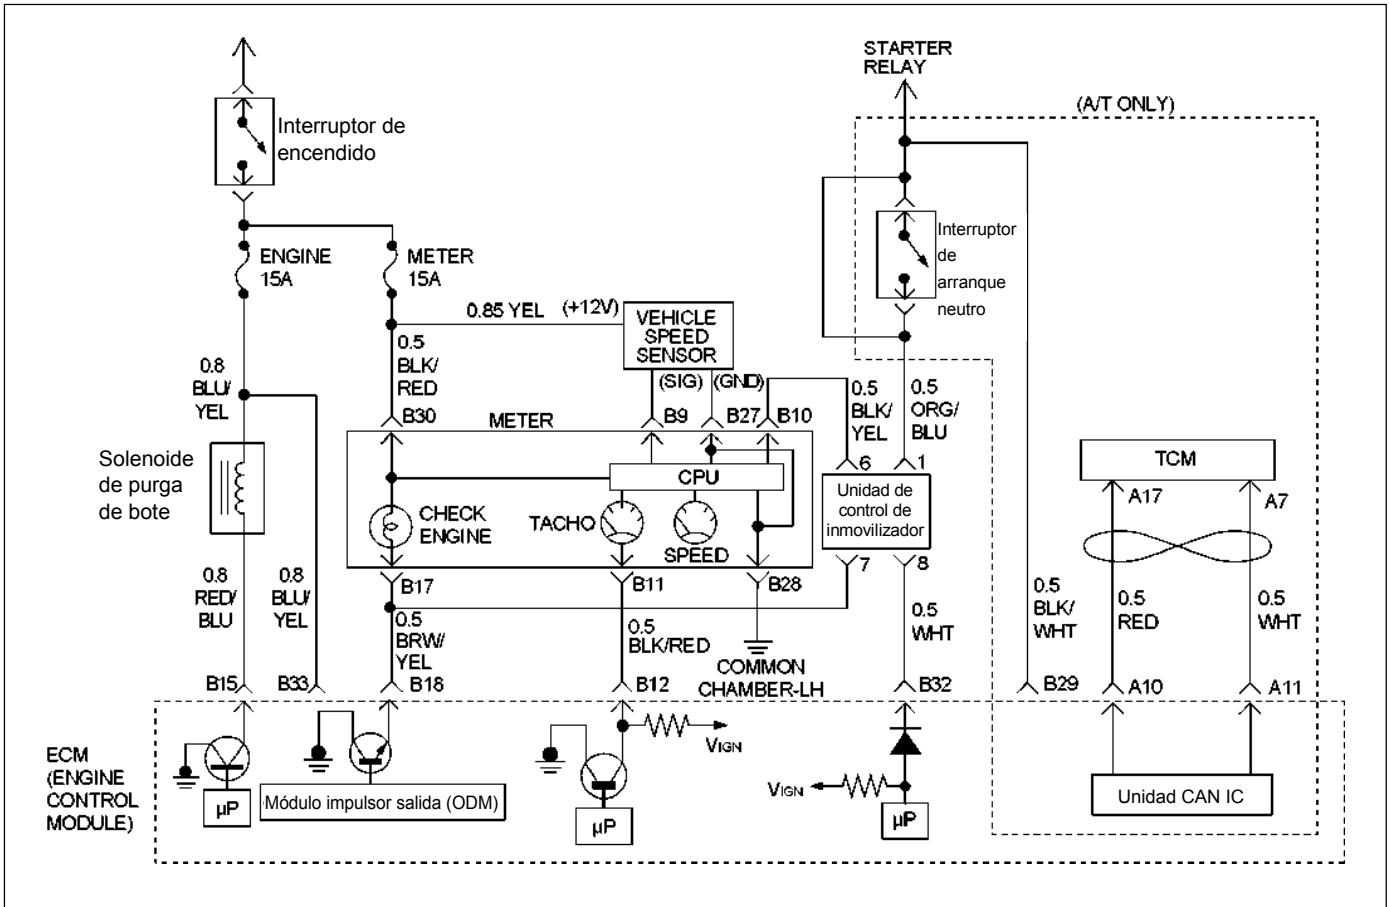 STARTER
RELAY
(A/T ONLY)
Interruptor de
encendido
Interruptor
de
arranque
neutro
ENGINE
15A
METER
15A
0.85 YEL
(+12V)
VEHICLE
SPEED
SENSOR
0.5
BLK/
RED
0.8
BLU/
YEL
(SIG)
(GND)
0.5
BLK/
YEL
0.5
ORG/
BLU
B30
METER
B9
B27
B10
6
1
Solenoide
de purga
de bote
CPU
CHECK
ENGINE
TACHO
SPEED
Unidad de
control de
inmovilizador
TCM
A17
A7
B17
B11
B28
7
8
0.8
RED/
BLU
0.8
BLU/
YEL
0.5
BRW/
YEL
0.5
BLK/RED
COMMON
CHAMBER-LH
0.5
WHT
0.5
BLK/
WHT
0.5
RED
0.5
WHT
B15
B33
B18
B12
B32
B29
A10
A11
ECM
(ENGINE
CONTROL
MODULE)
VIGN
VIGN
µP
Módulo impulsor salida (ODM)
µP
µP
Unidad CAN IC